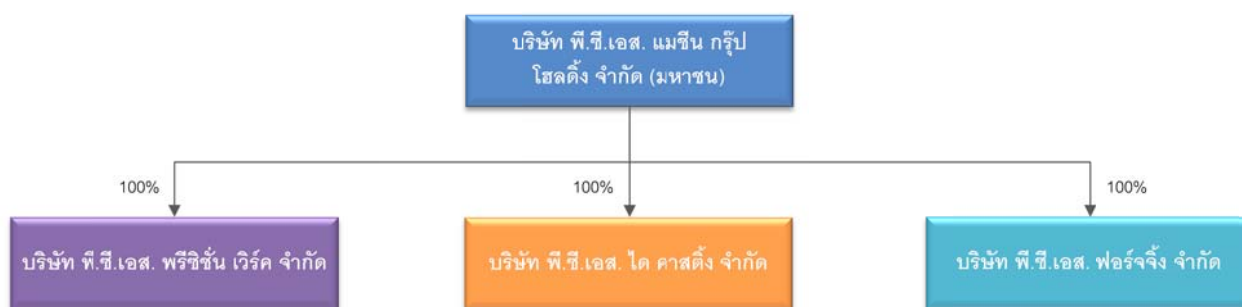 บริษัท พี.ซี.เอส. แมชีน กรุ๊ป
โฮลดิ้ง จำกัด (มหาชน)
100%
100%
100%
บริษัท พี.ซี.เอส. พรีซิชั่น เวิร์ค จำกัด
บริษัท พี.ซี.เอส. ได คาสติ้ง จำกัด
บริษัท พี.ซี.เอส. ฟอร์จจิ้ง จำกัด